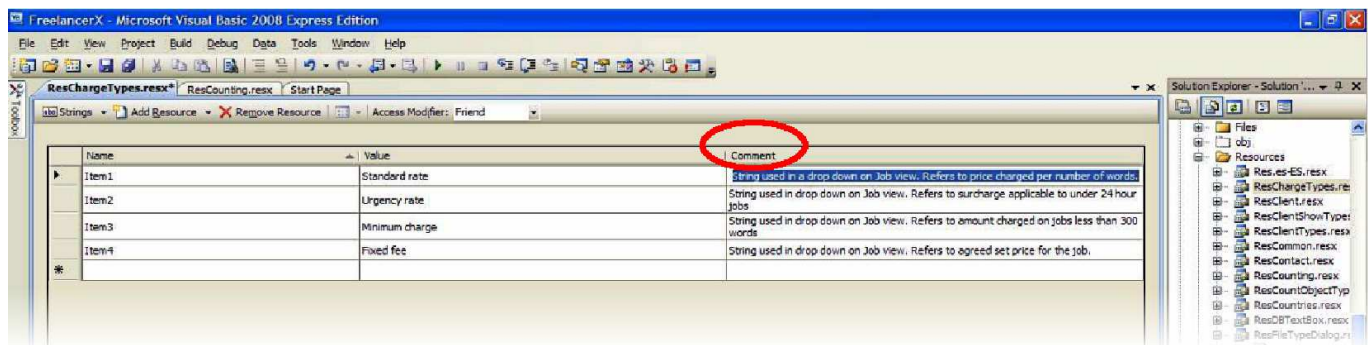 FreelancerX - Microsoft Visual Basic 2008 Express Edition
File Edit View Project Build Debug Data Tools Window Help
ResChargeTypes.resx* ResCounting.resx Start Page
Solution Explorer - Solution '...
Toolbox
abc Strings Add Resource Remove Resource Access Modifier: Friend
Name Value Comment
Item1 Standard rate String used in a drop down on Job view. Refers to price charged per number of words.
Item2 Urgency rate String used in drop down on Job view. Refers to surcharge applicable to under 24 hour
jobs
Item3 Minimum charge String used in drop down on Job view. Refers to amount charged on jobs less than 300
words
Item4 Fixed fee String used in drop down on Job view. Refers to agreed set price for the job.
Files
obj
Resources
Res.es-ES.resx
ResChargeTypes.re
ResClient.resx
ResClientShowTypes
ResClientTypes.resx
ResCommon.resx
ResContact.resx
ResCounting.resx
ResCountObjectTyp
ResCountries.resx
ResDBTextBox.resx
ResFileTypeDialog.re